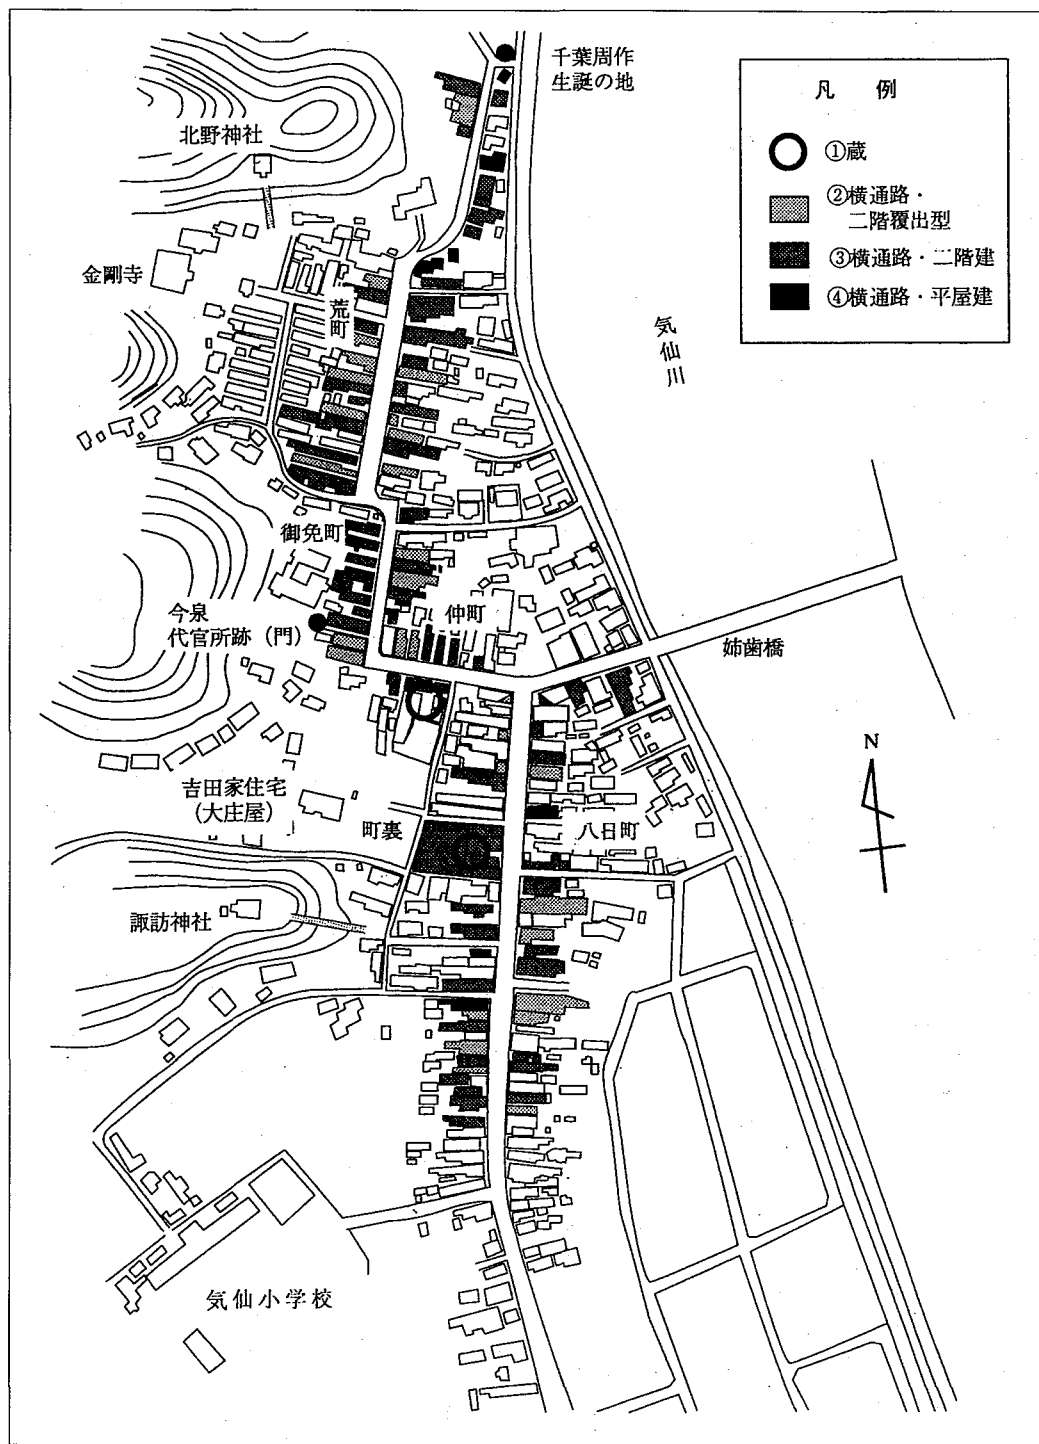 千葉周作
生誕の地
凡 例
①蔵
②横通路・
二階覆出型
③横通路・二階建
④横通路・平屋建
北野神社
金剛寺
荒町
気仙川
御免町
仲町
今泉
代官所跡(門)
姉歯橋
N
吉田家住宅
(大庄屋)
町裏
八日町
諏訪神社
気仙小学校